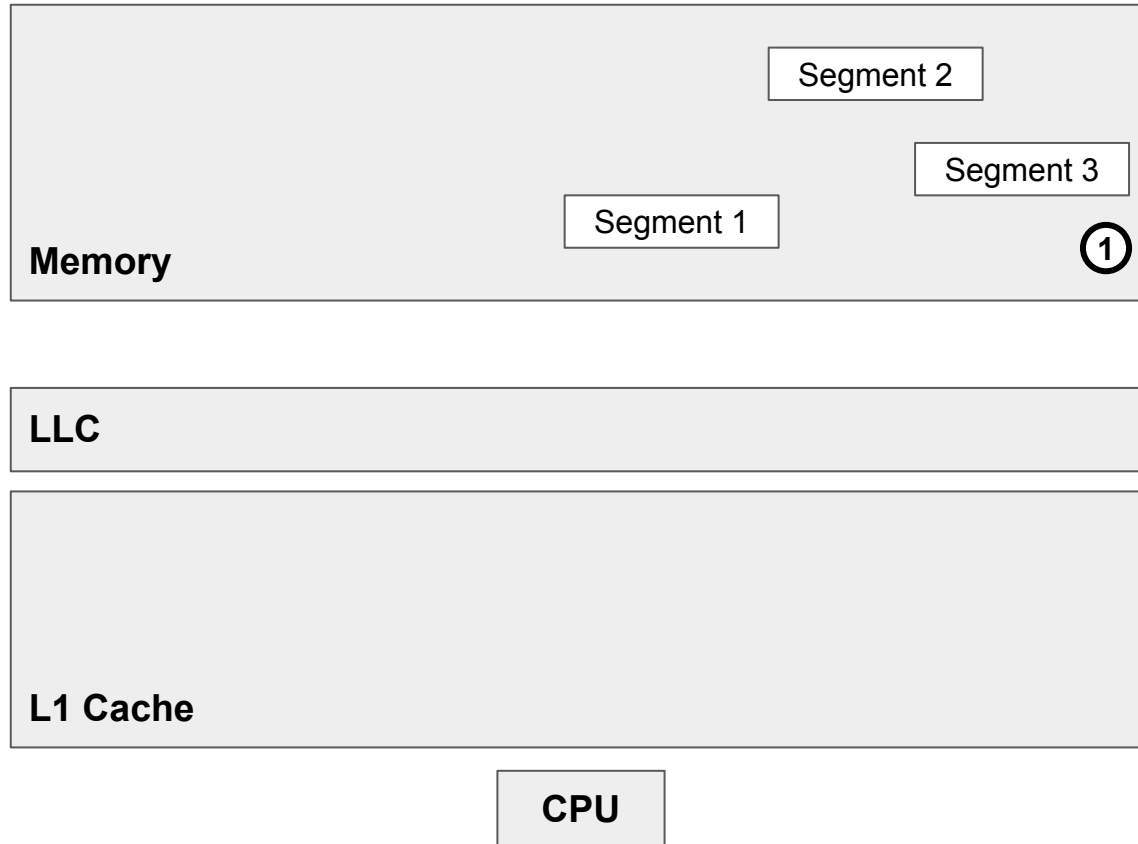 Segment 2
Segment 3
Segment 1
Memory
1
LLC
L1 Cache
CPU